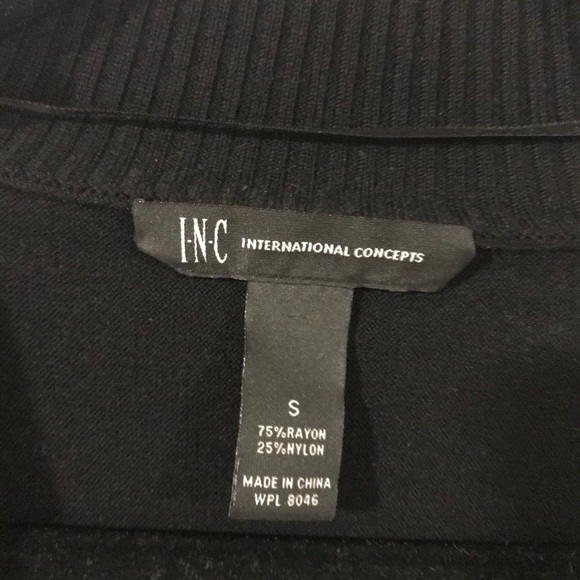 I·N·C INTERNATIONAL CONCEPTS
S
75%RAYON
25%NYLON
MADE IN CHINA
WPL 8046